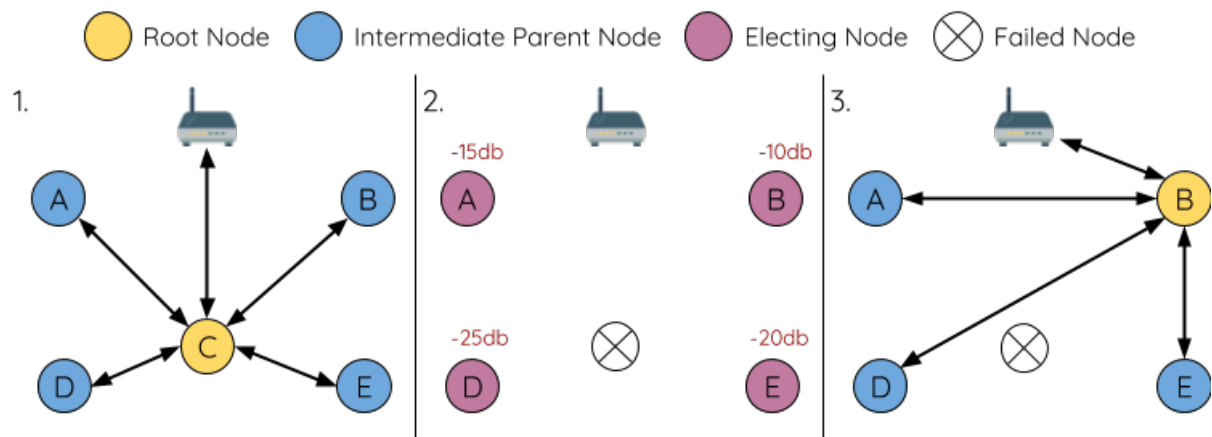 Root Node Intermediate Parent Node Electing Node Failed Node
1. 2. 3.
-15db -10db
A B A B A B
-25db -20db
C
D E D E D E